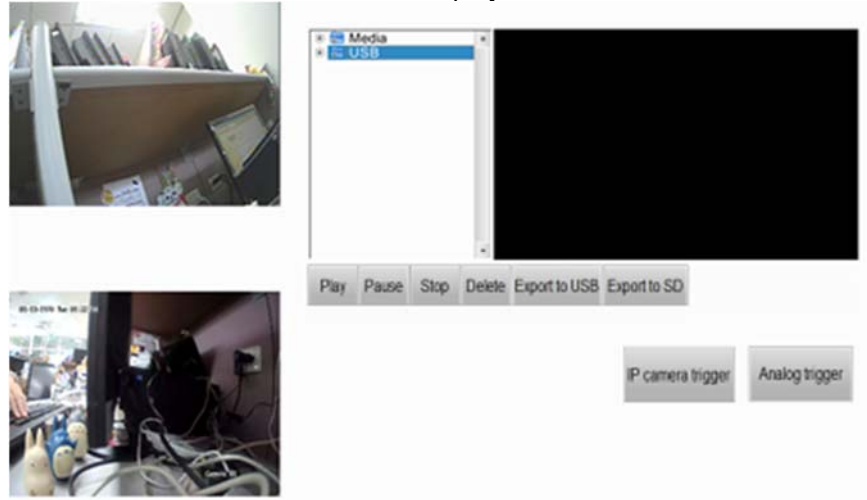 Media
USB
Play Pause Stop Delete Export to USB Export to SD
IP camera trigger Analog trigger